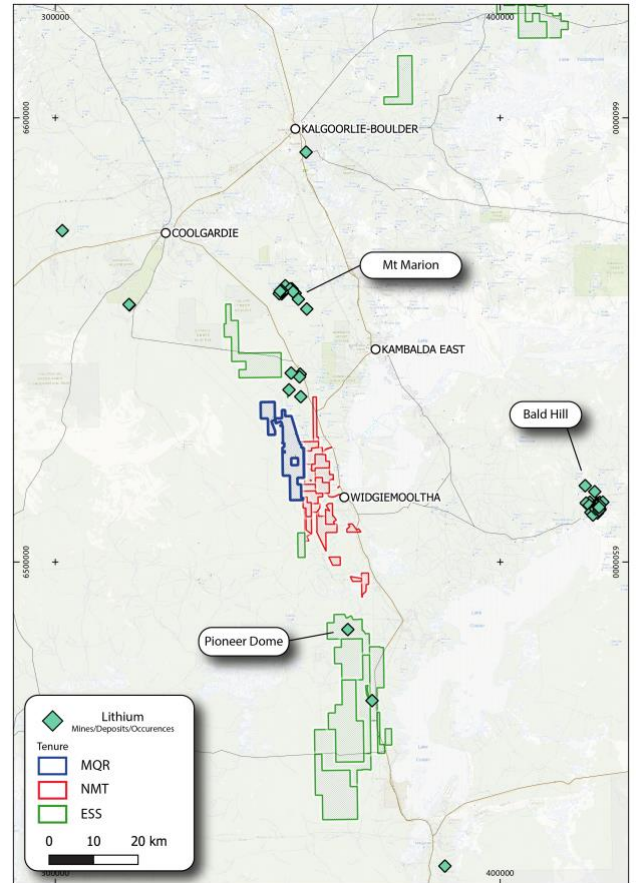 300000
400000
6600000
6600000
KALGOORLIE-BOULDER
COOLGARDIE
Mt Marion
KAMBALDA EAST
Bald Hill
WIDGIEMOOLTHA
6500000
6500000
Pioneer Dome
Lithium
Mines/Deposits/Occurences
Tenure
MQR
NMT
ESS
0 10 20 km
300000
400000